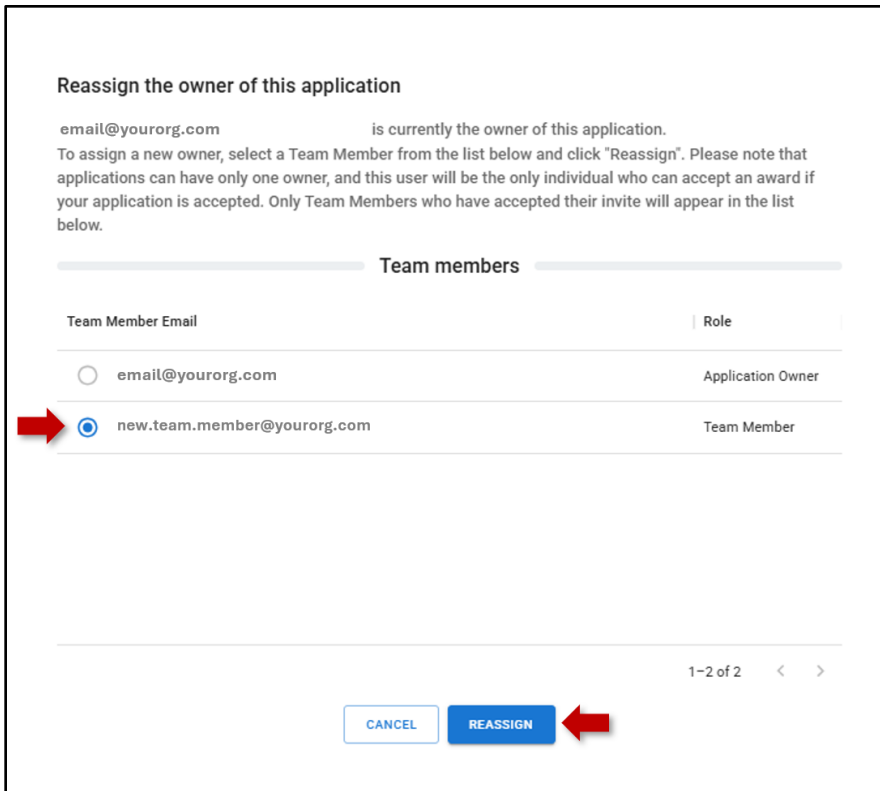 Reassign the owner of this application
email@yourorg.com is currently the owner of this application.
To assign a new owner, select a Team Member from the list below and click "Reassign". Please note that
applications can have only one owner, and this user will be the only individual who can accept an award if
your application is accepted. Only Team Members who have accepted their invite will appear in the list
below.
Team members
Team Member Email Role
email@yourorg.com Application Owner
new.team.member@yourorg.com Team Member
1–2 of 2
CANCEL REASSIGN